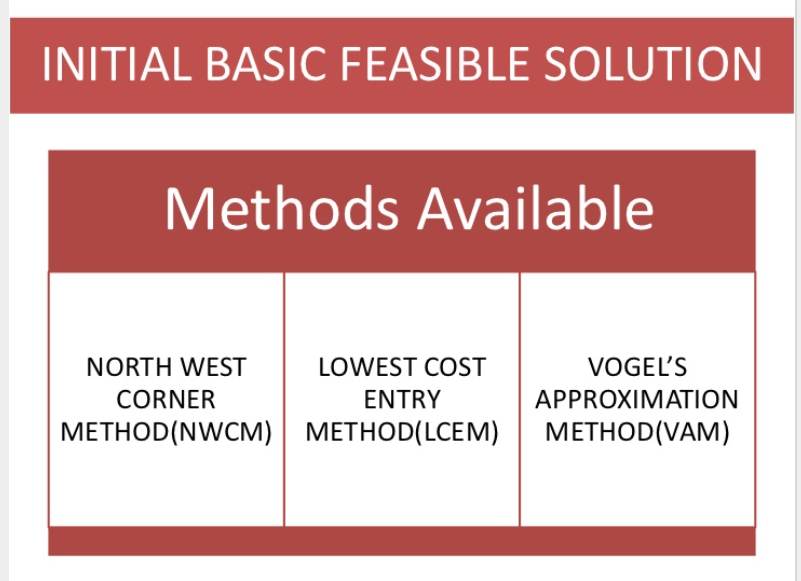 INITIAL BASIC FEASIBLE SOLUTION
Methods Available
NORTH WEST
CORNER
METHOD(NWCM)
LOWEST COST
ENTRY
METHOD(LCEM)
VOGEL’S
APPROXIMATION
METHOD(VAM)